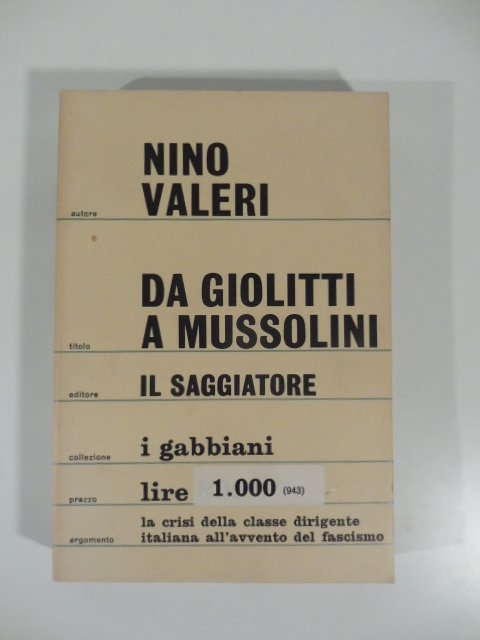 NINO
autore VALERI
DA GIOLITTI
titolo A MUSSOLINI
editore IL SAGGIATORE
collezione i gabbiani
prezzo lire 1.000 (943)
la crisi della classe dirigente
argomento italiana all'avvento del fascismo